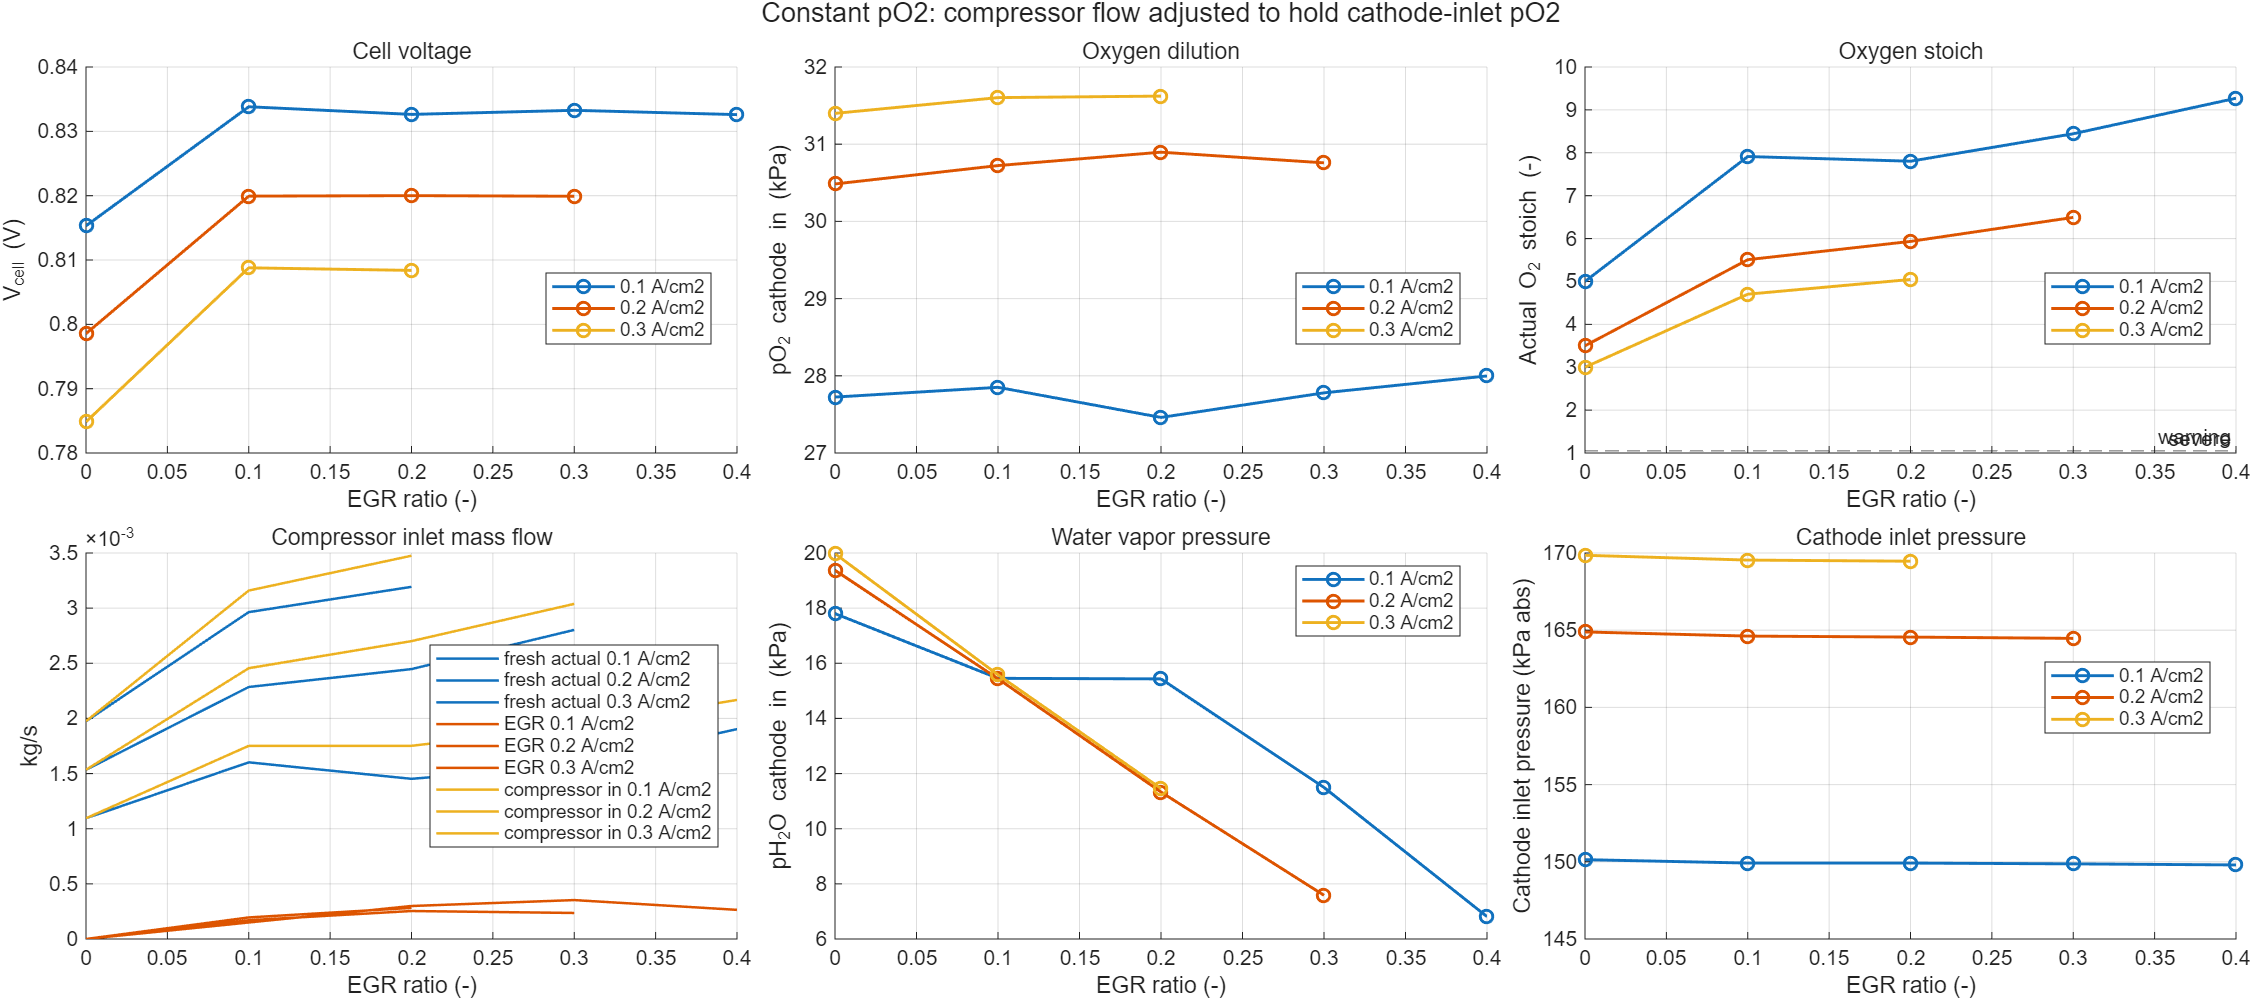 Constant pO2: compressor flow adjusted to hold cathode-inlet pO2
Cell voltage
0.84
0.83
0.82
0.81
0.8
0.79
0.78
V_cell (V)
0 0.05 0.1 0.15 0.2 0.25 0.3 0.35 0.4
EGR ratio (-)
0.1 A/cm2
0.2 A/cm2
0.3 A/cm2
Oxygen dilution
32
31
30
29
28
27
pO₂ cathode in (kPa)
0 0.05 0.1 0.15 0.2 0.25 0.3 0.35 0.4
EGR ratio (-)
0.1 A/cm2
0.2 A/cm2
0.3 A/cm2
Oxygen stoich
10
9
8
7
6
5
4
3
2
1
Actual O₂ stoich (-)
0 0.05 0.1 0.15 0.2 0.25 0.3 0.35 0.4
EGR ratio (-)
0.1 A/cm2
0.2 A/cm2
0.3 A/cm2
warning
severe
Compressor inlet mass flow
×10⁻³
3.5
3
2.5
2
1.5
1
0.5
0
kg/s
0 0.05 0.1 0.15 0.2 0.25 0.3 0.35 0.4
EGR ratio (-)
fresh actual 0.1 A/cm2
fresh actual 0.2 A/cm2
fresh actual 0.3 A/cm2
EGR 0.1 A/cm2
EGR 0.2 A/cm2
EGR 0.3 A/cm2
compressor in 0.1 A/cm2
compressor in 0.2 A/cm2
compressor in 0.3 A/cm2
Water vapor pressure
20
18
16
14
12
10
8
6
pH₂O cathode in (kPa)
0 0.05 0.1 0.15 0.2 0.25 0.3 0.35 0.4
EGR ratio (-)
0.1 A/cm2
0.2 A/cm2
0.3 A/cm2
Cathode inlet pressure
170
165
160
155
150
145
Cathode inlet pressure (kPa abs)
0 0.05 0.1 0.15 0.2 0.25 0.3 0.35 0.4
EGR ratio (-)
0.1 A/cm2
0.2 A/cm2
0.3 A/cm2